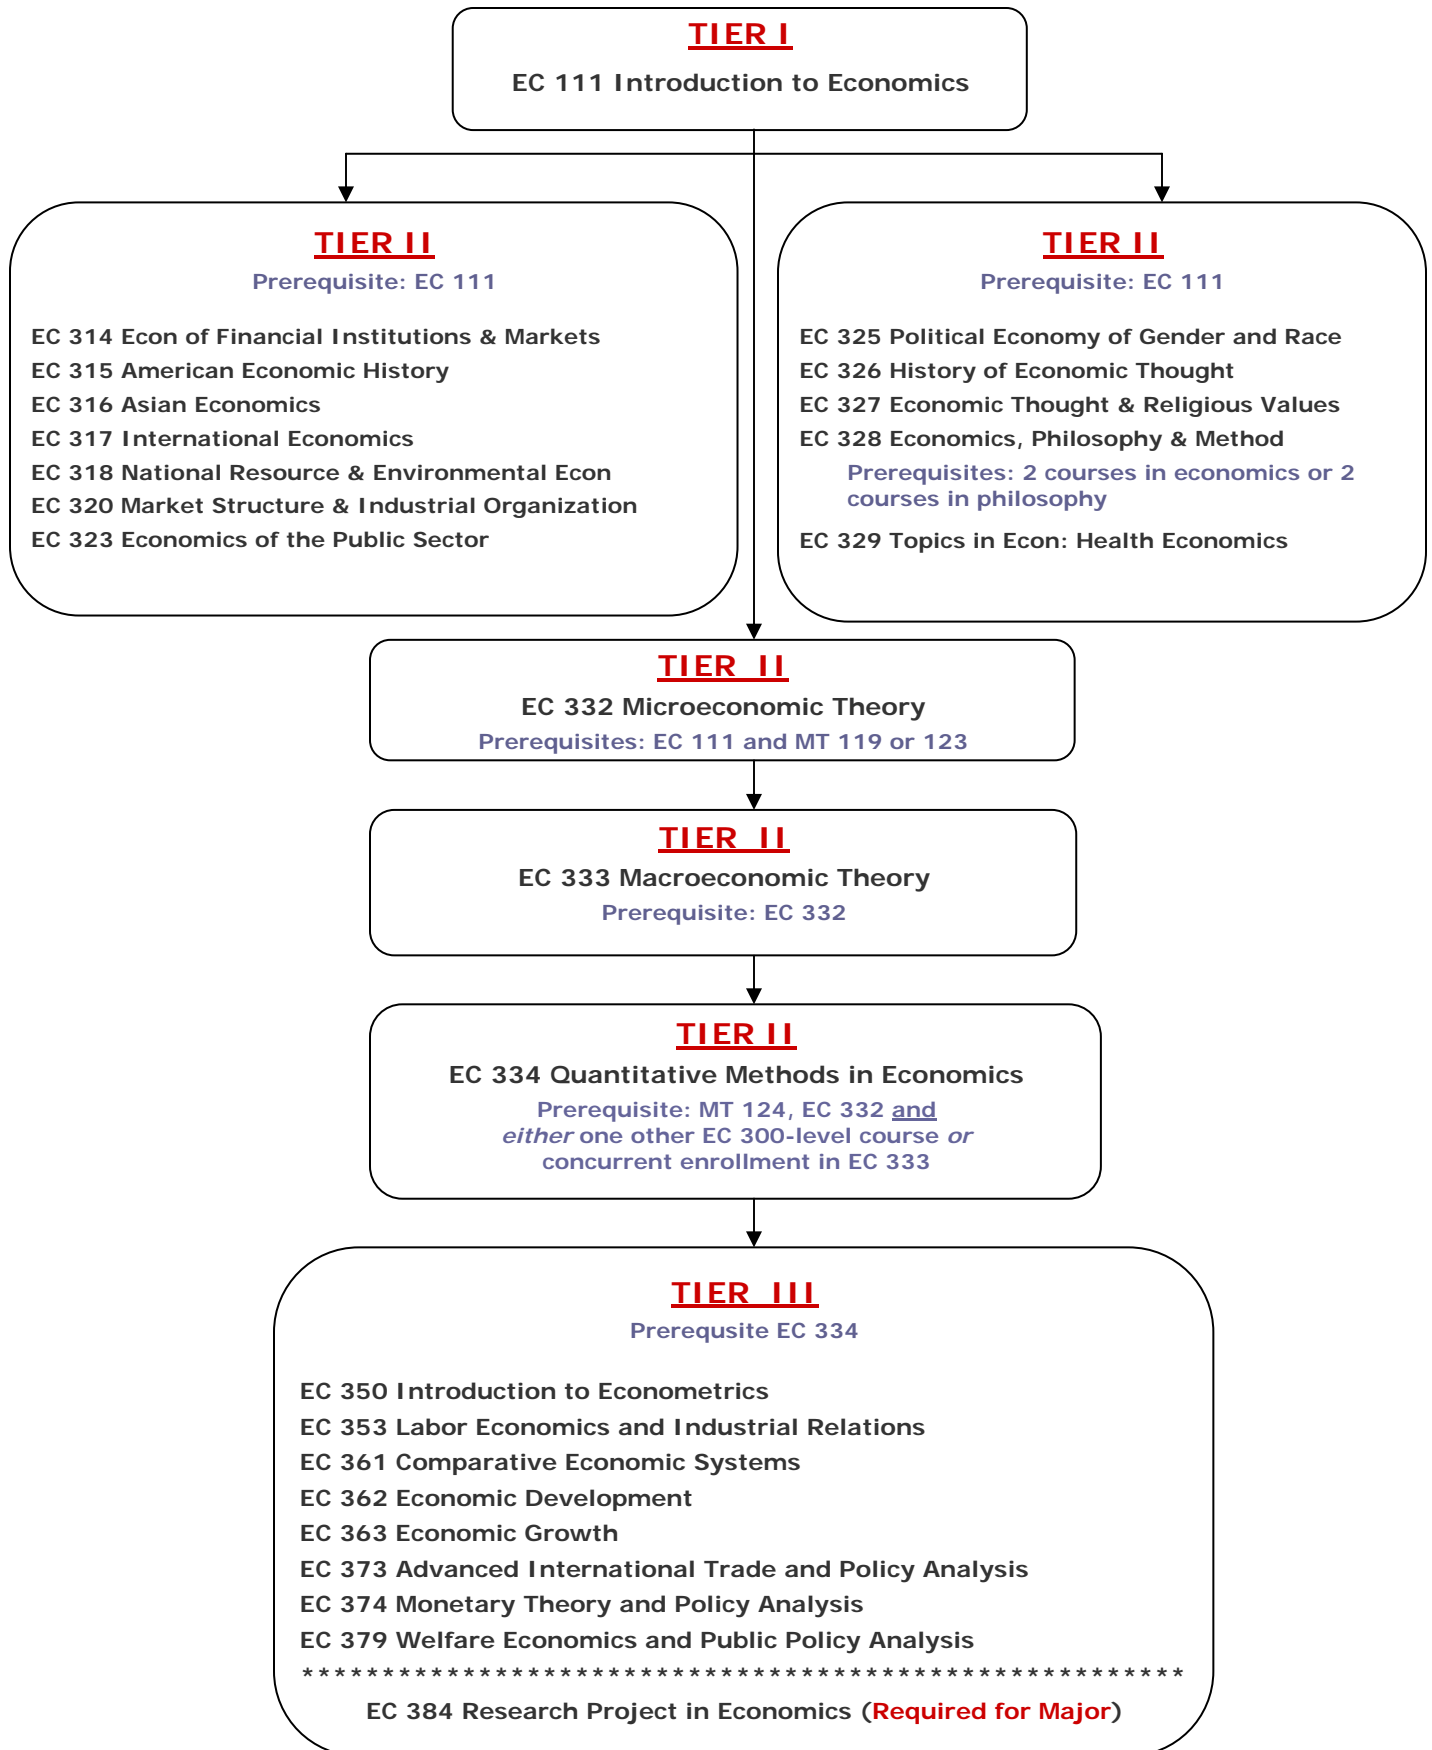 TIER I
EC 111 Introduction to Economics
TIER II
Prerequisite: EC 111
EC 314 Econ of Financial Institutions & Markets
EC 315 American Economic History
EC 316 Asian Economics
EC 317 International Economics
EC 318 National Resource & Environmental Econ
EC 320 Market Structure & Industrial Organization
EC 323 Economics of the Public Sector
TIER II
Prerequisite: EC 111
EC 325 Political Economy of Gender and Race
EC 326 History of Economic Thought
EC 327 Economic Thought & Religious Values
EC 328 Economics, Philosophy & Method
Prerequisites: 2 courses in economics or 2
courses in philosophy
EC 329 Topics in Econ: Health Economics
TIER II
EC 332 Microeconomic Theory
Prerequisites: EC 111 and MT 119 or 123
TIER II
EC 333 Macroeconomic Theory
Prerequisite: EC 332
TIER II
EC 334 Quantitative Methods in Economics
Prerequisite: MT 124, EC 332 and
either one other EC 300-level course or
concurrent enrollment in EC 333
TIER III
Prerequsite EC 334
EC 350 Introduction to Econometrics
EC 353 Labor Economics and Industrial Relations
EC 361 Comparative Economic Systems
EC 362 Economic Development
EC 363 Economic Growth
EC 373 Advanced International Trade and Policy Analysis
EC 374 Monetary Theory and Policy Analysis
EC 379 Welfare Economics and Public Policy Analysis
*******************************************************
EC 384 Research Project in Economics (Required for Major)